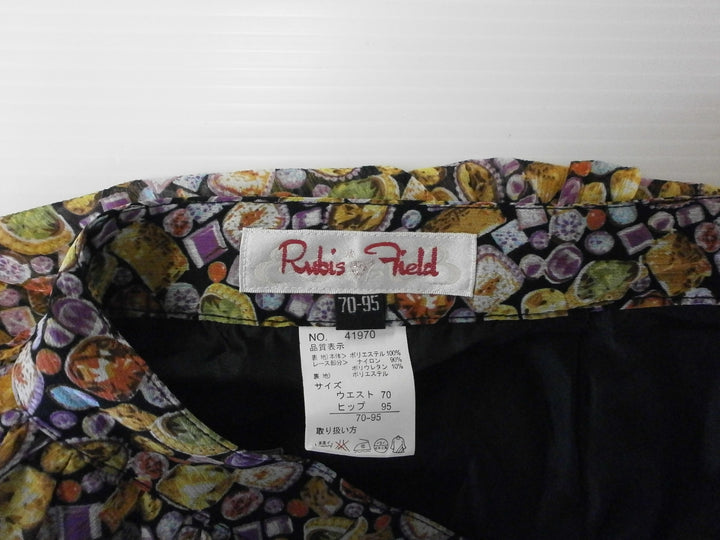 Rubis Field
70-95
NO. 41970
品質表示
表 地)本体> ポリエステル100%
レース部分> ナイロン 90%
ポリウレタン 10%
裏 地) ポリエステル
サイズ
ウエスト 70
ヒップ 95
70-95
取り扱い方